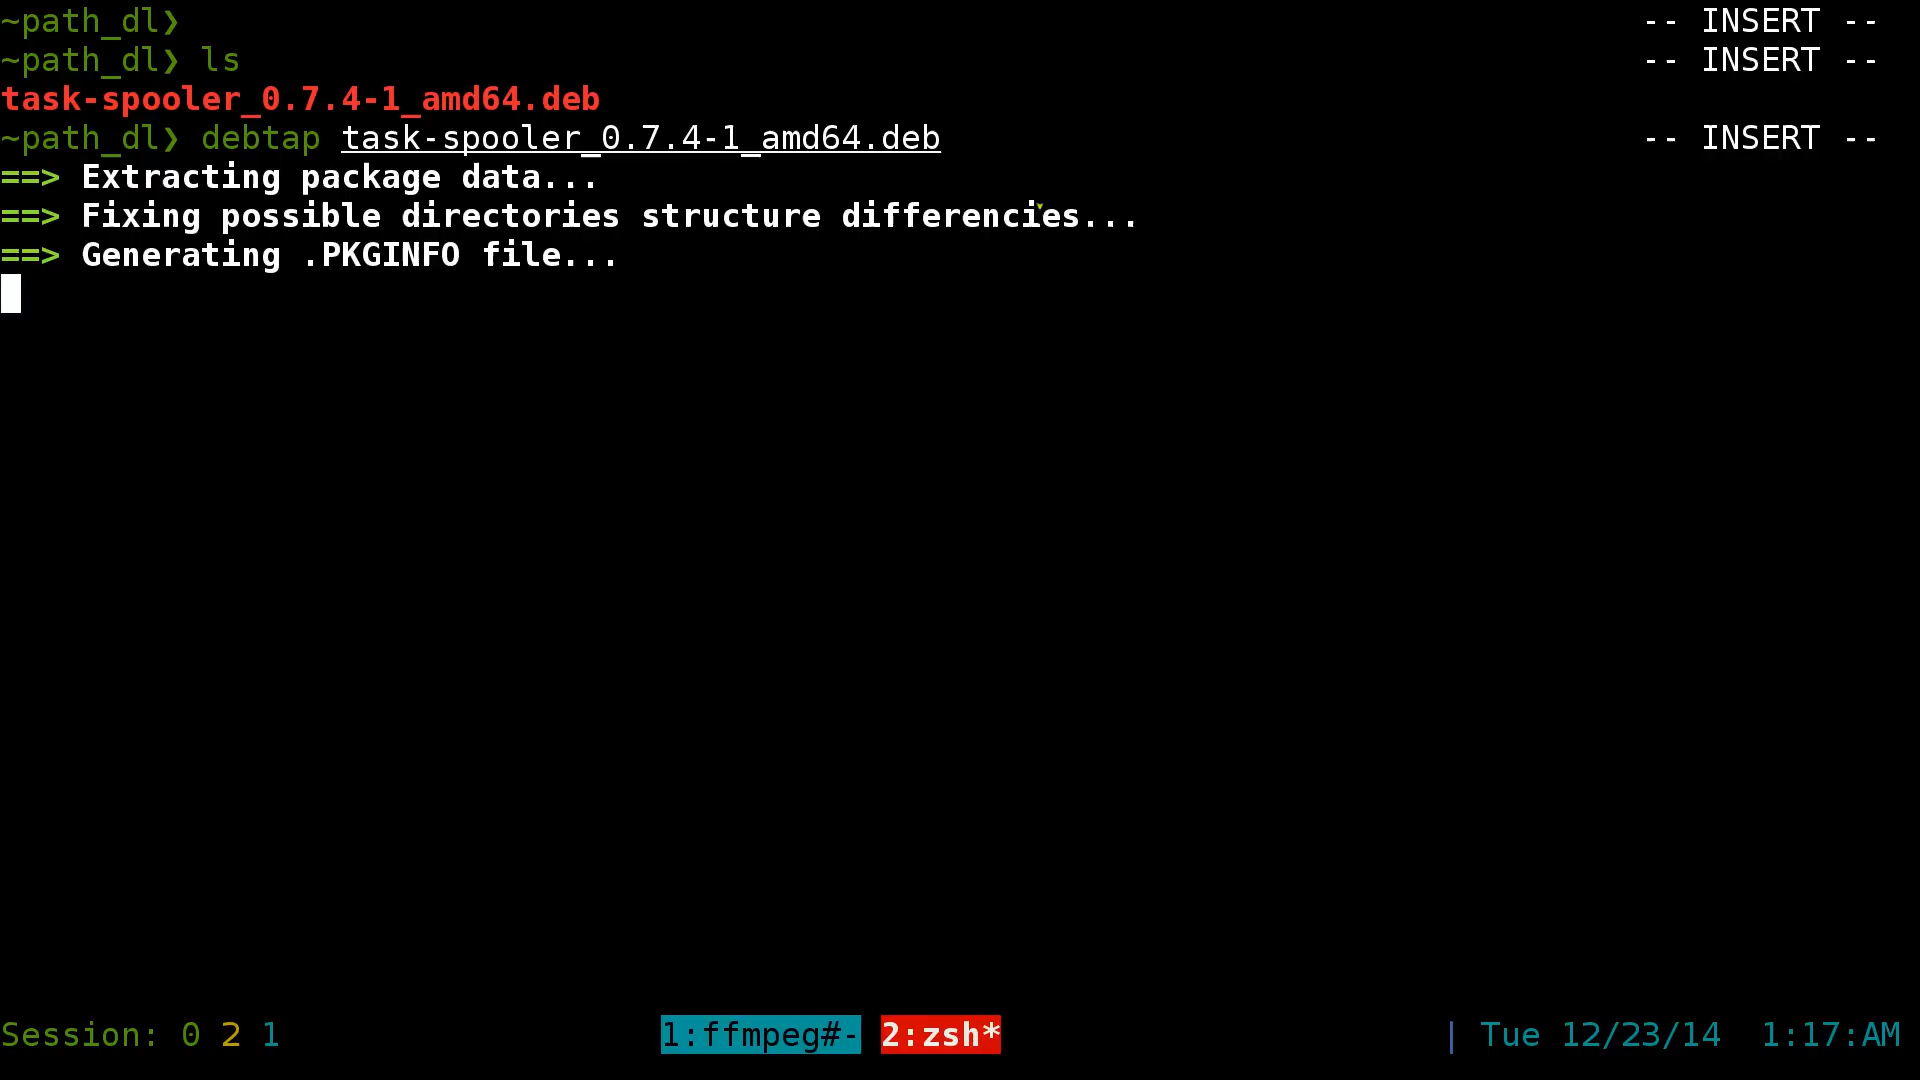 ~path_dl❯ -- INSERT --
~path_dl❯ ls -- INSERT --
task-spooler_0.7.4-1_amd64.deb
~path_dl❯ debtap task-spooler_0.7.4-1_amd64.deb -- INSERT --
==> Extracting package data...
==> Fixing possible directories structure differencies...
==> Generating .PKGINFO file...
Session: 0 2 1 1:ffmpeg#- 2:zsh* | Tue 12/23/14 1:17:AM